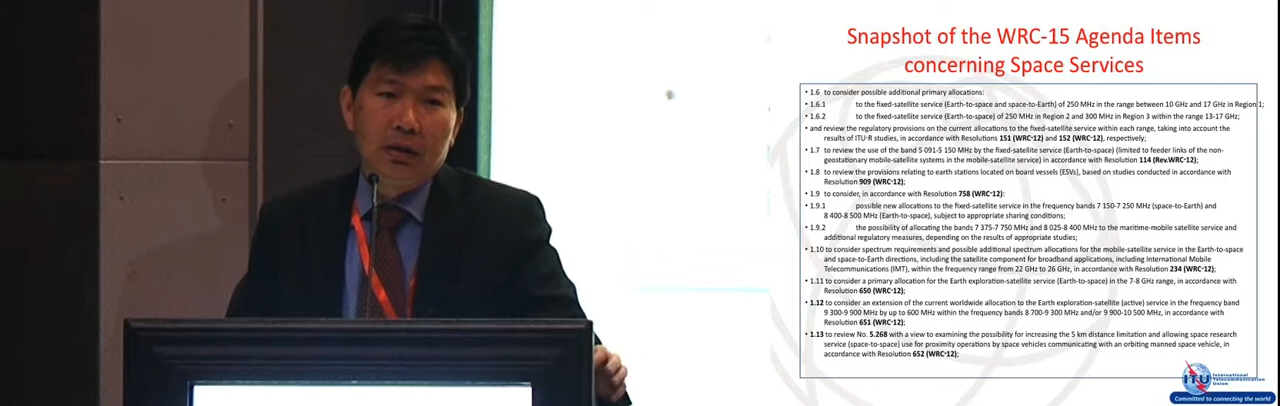 Snapshot of the WRC-15 Agenda Items
concerning Space Services
• 1.6 to consider possible additional primary allocations:
• 1.6.1 to the fixed-satellite service (Earth-to-space and space-to-Earth) of 250 MHz in the range between 10 GHz and 17 GHz in Region 1;
• 1.6.2 to the fixed-satellite service (Earth-to-space) of 250 MHz in Region 2 and 300 MHz in Region 3 within the range 13-17 GHz;
• and review the regulatory provisions on the current allocations to the fixed-satellite service within each range, taking into account the
results of ITU-R studies, in accordance with Resolutions 151 (WRC-12) and 152 (WRC-12), respectively;
• 1.7 to review the use of the band 5 091-5 150 MHz by the fixed-satellite service (Earth-to-space) (limited to feeder links of the non-
geostationary mobile-satellite systems in the mobile-satellite service) in accordance with Resolution 114 (Rev.WRC-12);
• 1.8 to review the provisions relating to earth stations located on board vessels (ESVs), based on studies conducted in accordance with
Resolution 909 (WRC-12);
• 1.9 to consider, in accordance with Resolution 758 (WRC-12):
• 1.9.1 possible new allocations to the fixed-satellite service in the frequency bands 7 150-7 250 MHz (space-to-Earth) and
8 400-8 500 MHz (Earth-to-space), subject to appropriate sharing conditions;
• 1.9.2 the possibility of allocating the bands 7 375-7 750 MHz and 8 025-8 400 MHz to the maritime-mobile satellite service and
additional regulatory measures, depending on the results of appropriate studies;
• 1.10 to consider spectrum requirements and possible additional spectrum allocations for the mobile-satellite service in the Earth-to-space
and space-to-Earth directions, including the satellite component for broadband applications, including International Mobile
Telecommunications (IMT), within the frequency range from 22 GHz to 26 GHz, in accordance with Resolution 234 (WRC-12);
• 1.11 to consider a primary allocation for the Earth exploration-satellite service (Earth-to-space) in the 7-8 GHz range, in accordance with
Resolution 650 (WRC-12);
• 1.12 to consider an extension of the current worldwide allocation to the Earth exploration-satellite (active) service in the frequency band
9 300-9 900 MHz by up to 600 MHz within the frequency bands 8 700-9 300 MHz and/or 9 900-10 500 MHz, in accordance with
Resolution 651 (WRC-12);
• 1.13 to review No. 5.268 with a view to examining the possibility for increasing the 5 km distance limitation and allowing space research
service (space-to-space) use for proximity operations by space vehicles communicating with an orbiting manned space vehicle, in
accordance with Resolution 652 (WRC-12);
ITU
International
Telecommunication
Union
Committed to connecting the world